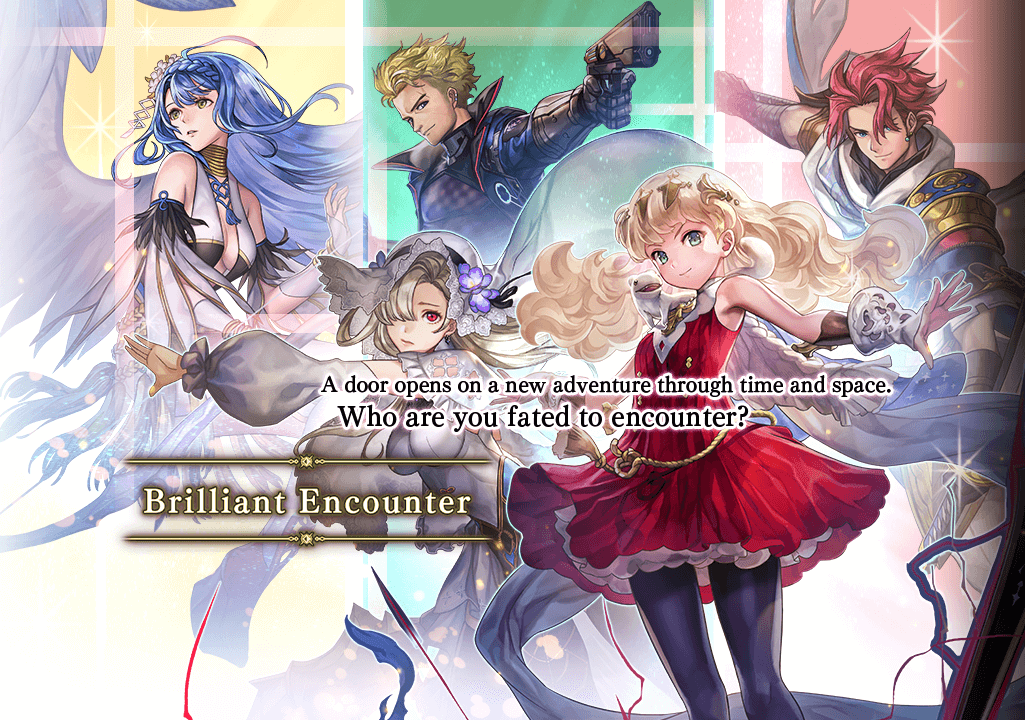 A door opens on a new adventure through time and space.
Who are you fated to encounter?
Brilliant Encounter